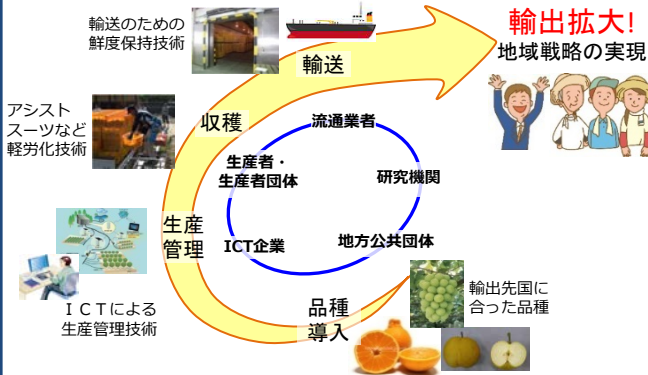 輸送のための
鮮度保持技術
輸送
輸出拡大!
地域戦略の実現
アシスト
スーツなど
軽労化技術
収穫
流通業者
生産者・
生産者団体
研究機関
生産
管理
ICT企業
地方公共団体
ＩＣＴによる
生産管理技術
品種
導入
輸出先国に
合った品種